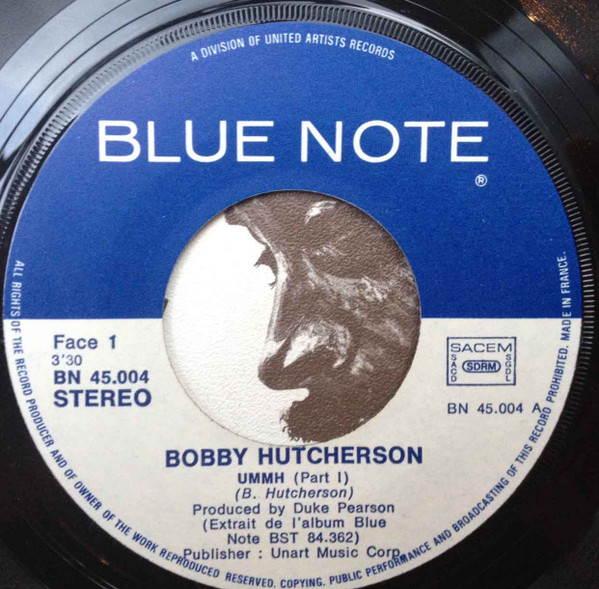 A DIVISION OF UNITED ARTISTS RECORDS
BLUE NOTE
®
Face 1
3'30
BN 45.004
STEREO
SACEM
SACD
SDRM
SGDL
BN 45.004 A
BOBBY HUTCHERSON
UMMH (Part I)
(B. Hutcherson)
Produced by Duke Pearson
(Extrait de l'album Blue
Note BST 84.362)
Publisher : Unart Music Corp.
ALL RIGHTS OF THE RECORD PRODUCER AND OF OWNER OF THE WORK REPRODUCED RESERVED. COPYING. PUBLIC PERFORMANCE AND BROADCASTING OF THIS RECORD PROHIBITED. MADE IN FRANCE.